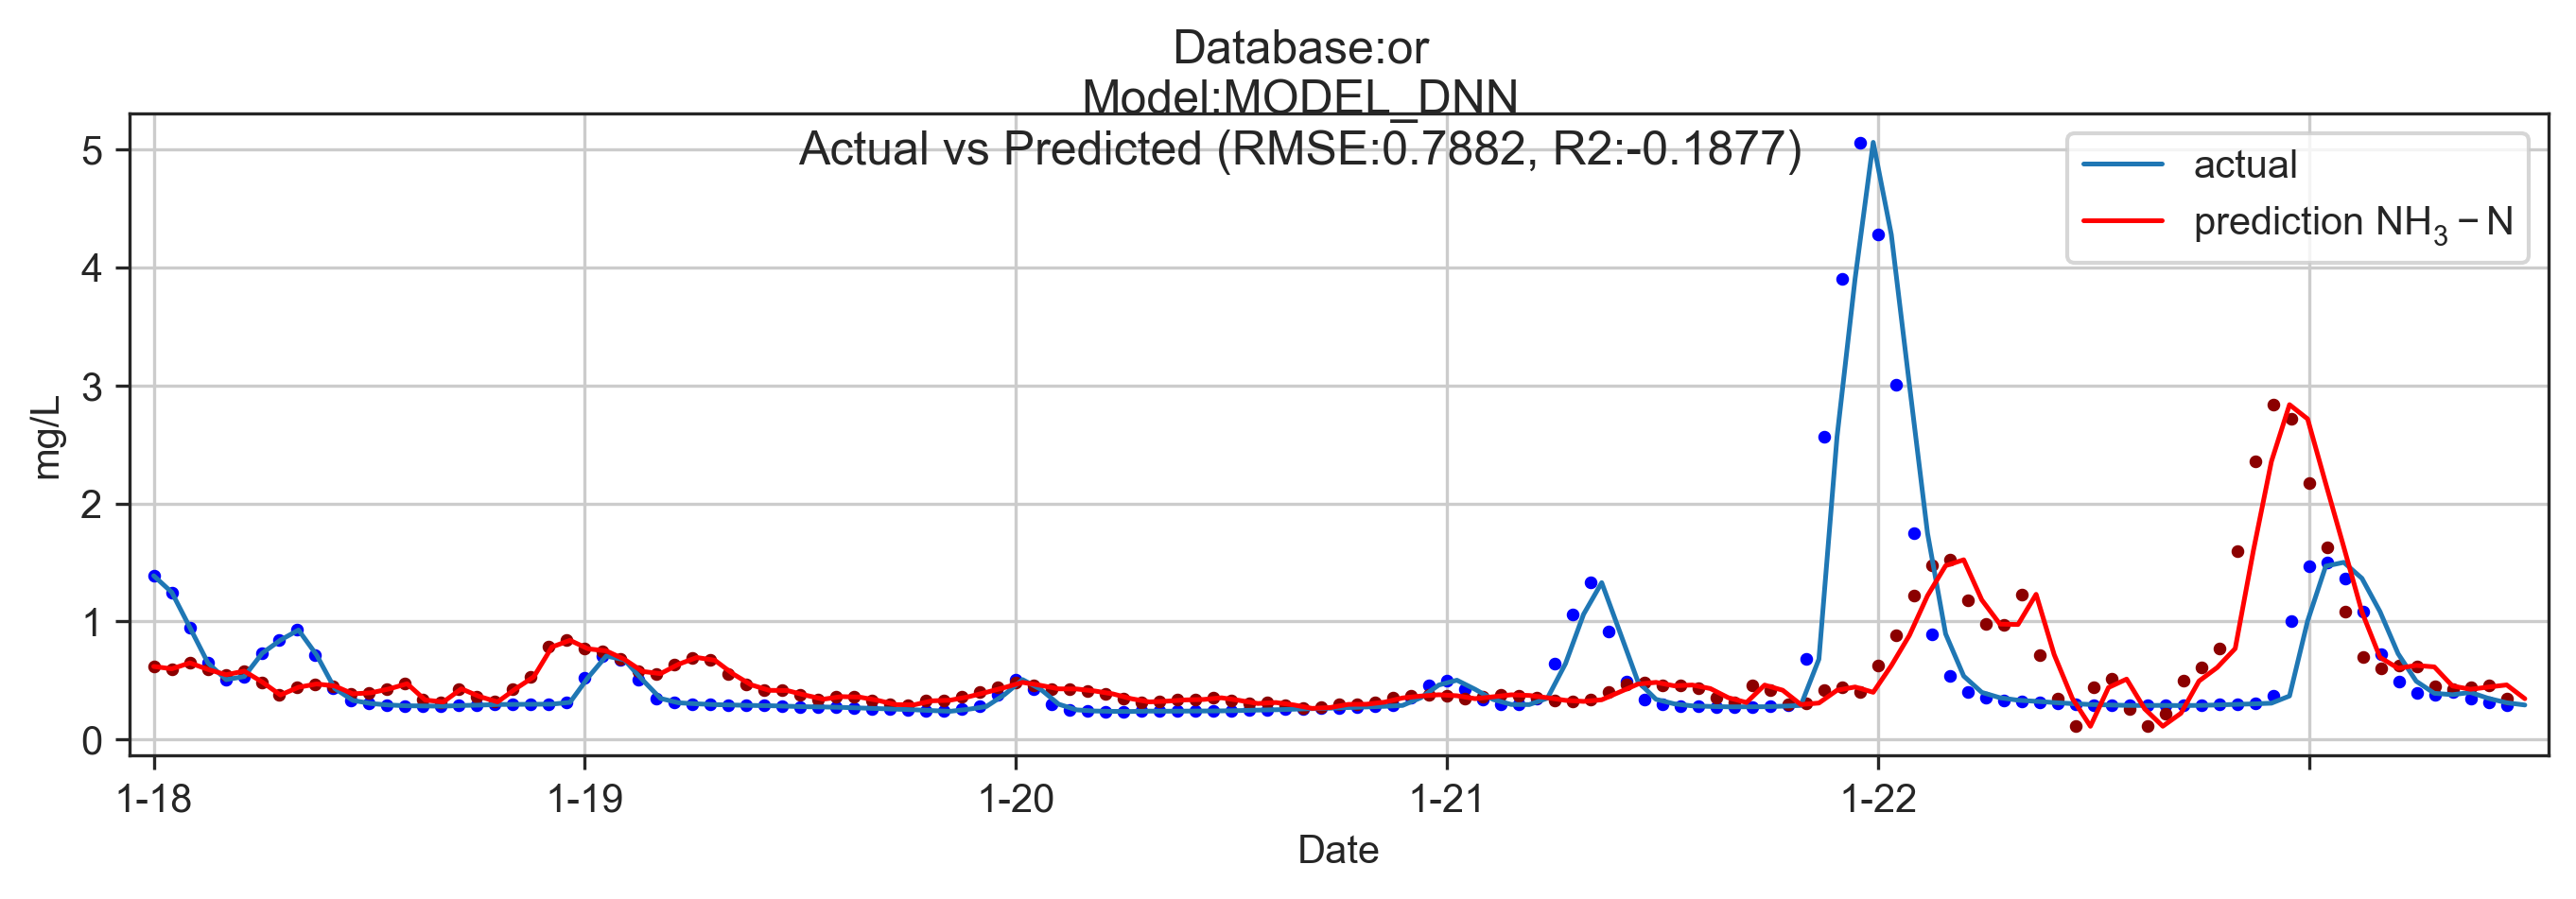 Database:or
Model:MODEL_DNN
Actual vs Predicted (RMSE:0.7882, R2:-0.1877)
actual
prediction NH₃ − N
mg/L
5
4
3
2
1
0
1-18 1-19 1-20 1-21 1-22
Date